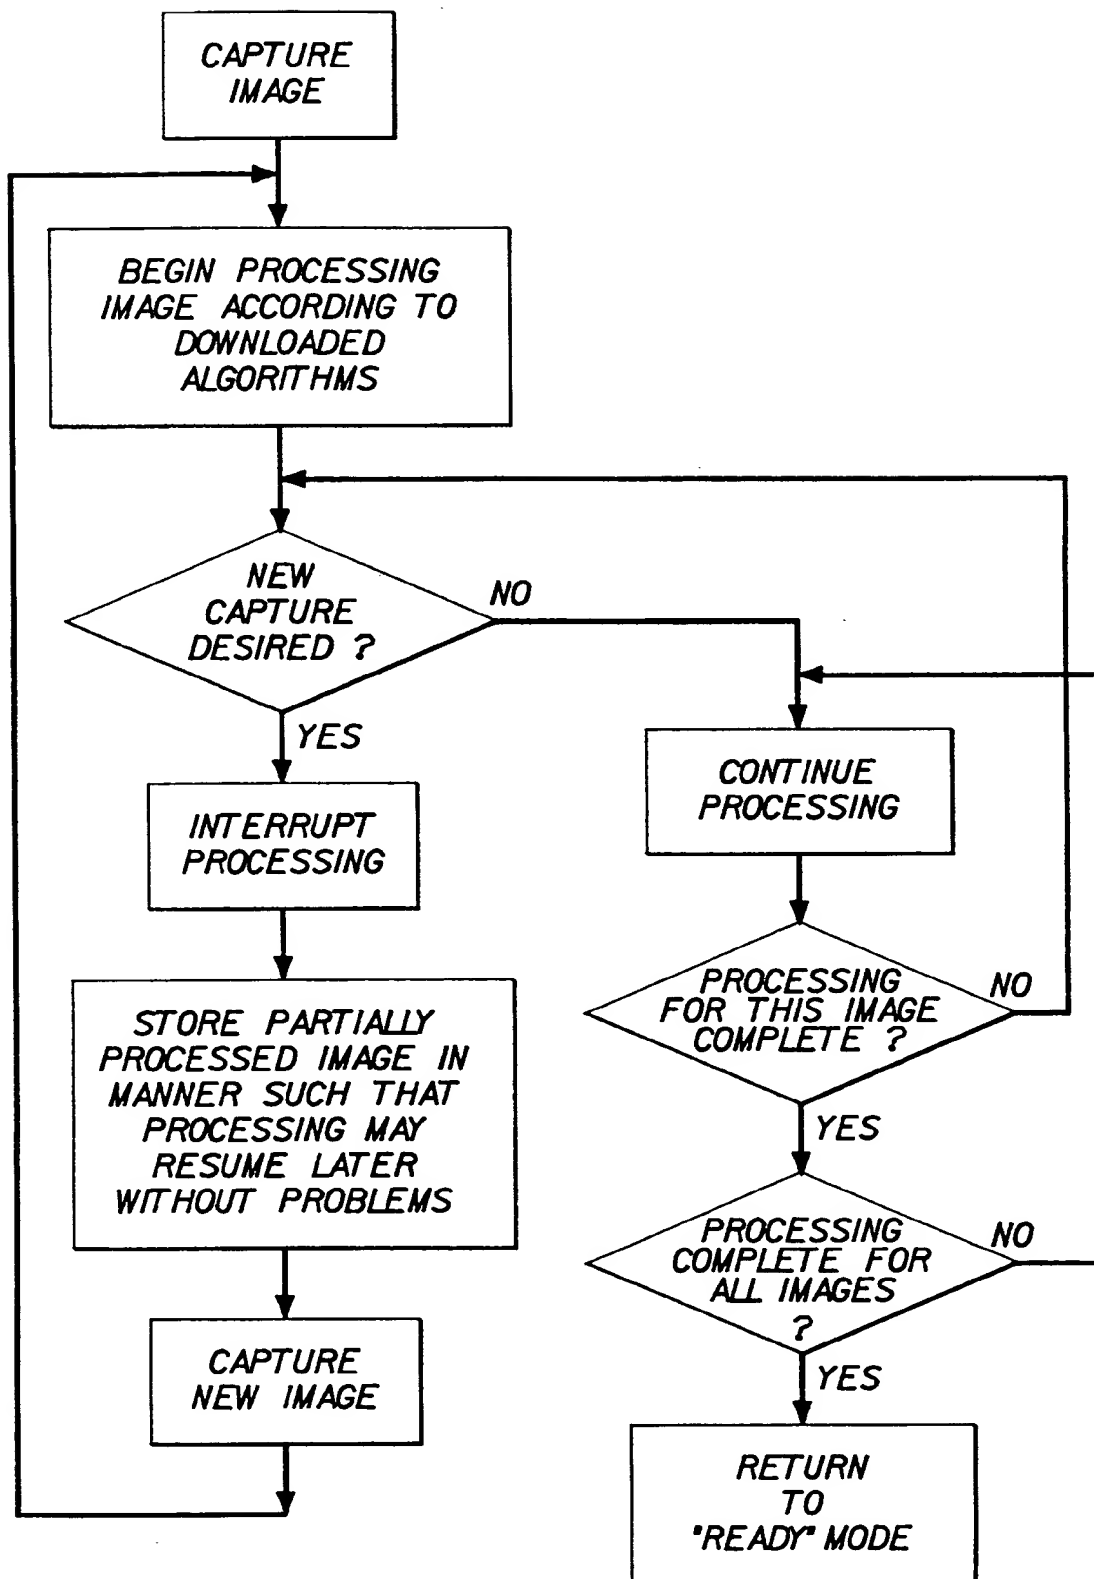 CAPTURE
IMAGE
BEGIN PROCESSING
IMAGE ACCORDING TO
DOWNLOADED
ALGORITHMS
NEW
CAPTURE
DESIRED ?
NO
YES
INTERRUPT
PROCESSING
STORE PARTIALLY
PROCESSED IMAGE IN
MANNER SUCH THAT
PROCESSING MAY
RESUME LATER
WITHOUT PROBLEMS
CAPTURE
NEW IMAGE
CONTINUE
PROCESSING
PROCESSING
FOR THIS IMAGE
COMPLETE ?
NO
YES
PROCESSING
COMPLETE FOR
ALL IMAGES
?
NO
YES
RETURN
TO
"READY" MODE